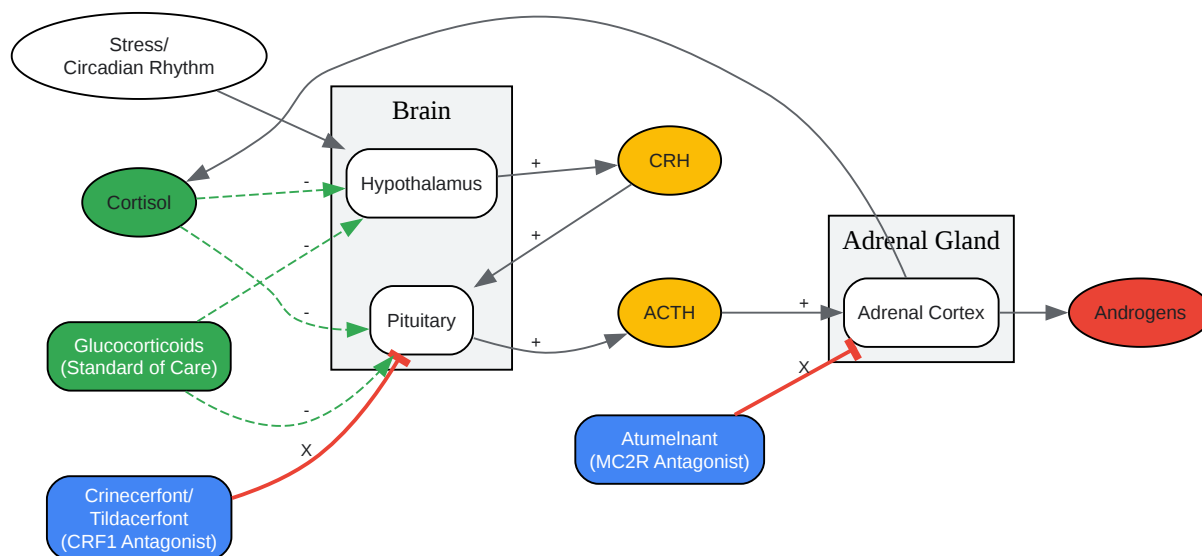 Stress/
Circadian Rhythm
Brain
Hypothalamus
+
CRH
-
Cortisol
-
+
Adrenal Gland
-
Pituitary
+
ACTH
+
Adrenal Cortex
Androgens
Glucocorticoids
(Standard of Care)
-
X
X
Atumelnant
(MC2R Antagonist)
Crinecerfont/
Tildacerfont
(CRF1 Antagonist)